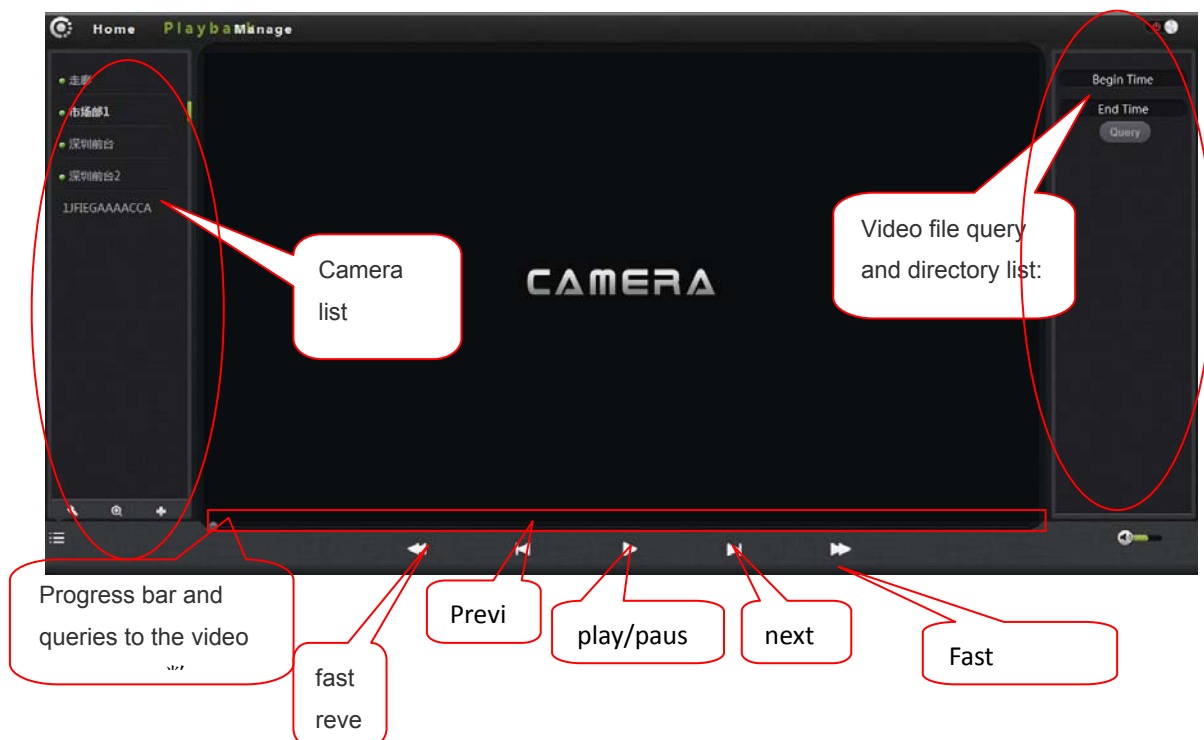 Home Playback Manage
走廊
市场部1
深圳前台
深圳前台2
1JFIEGAAAACCA
Begin Time
End Time
Query
Video file query
and directory list:
Camera
list
CAMERA
Progress bar and
queries to the video
fast
reve
Previ
play/paus
next
Fast